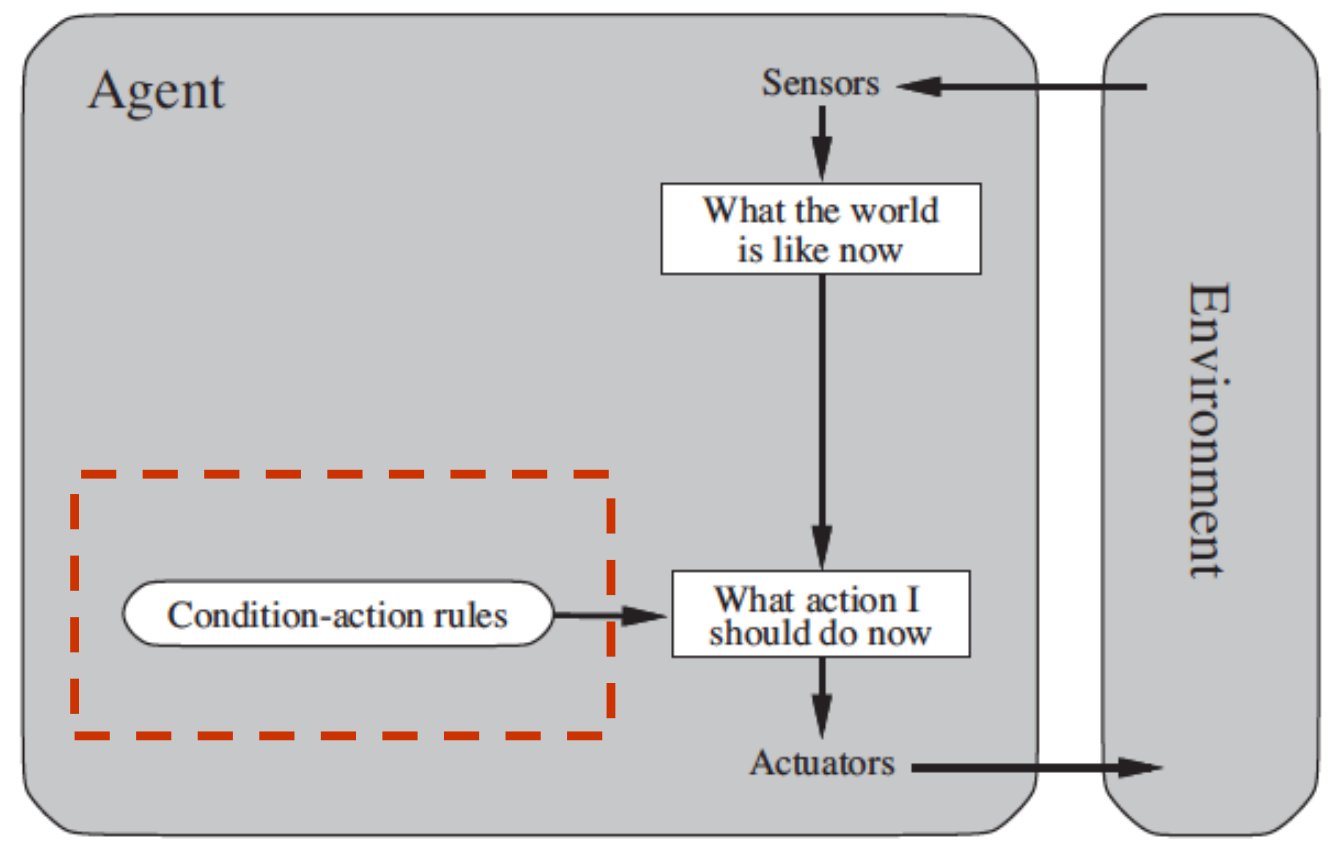 Agent
Sensors
What the world
is like now
Environment
Condition-action rules
What action I
should do now
Actuators